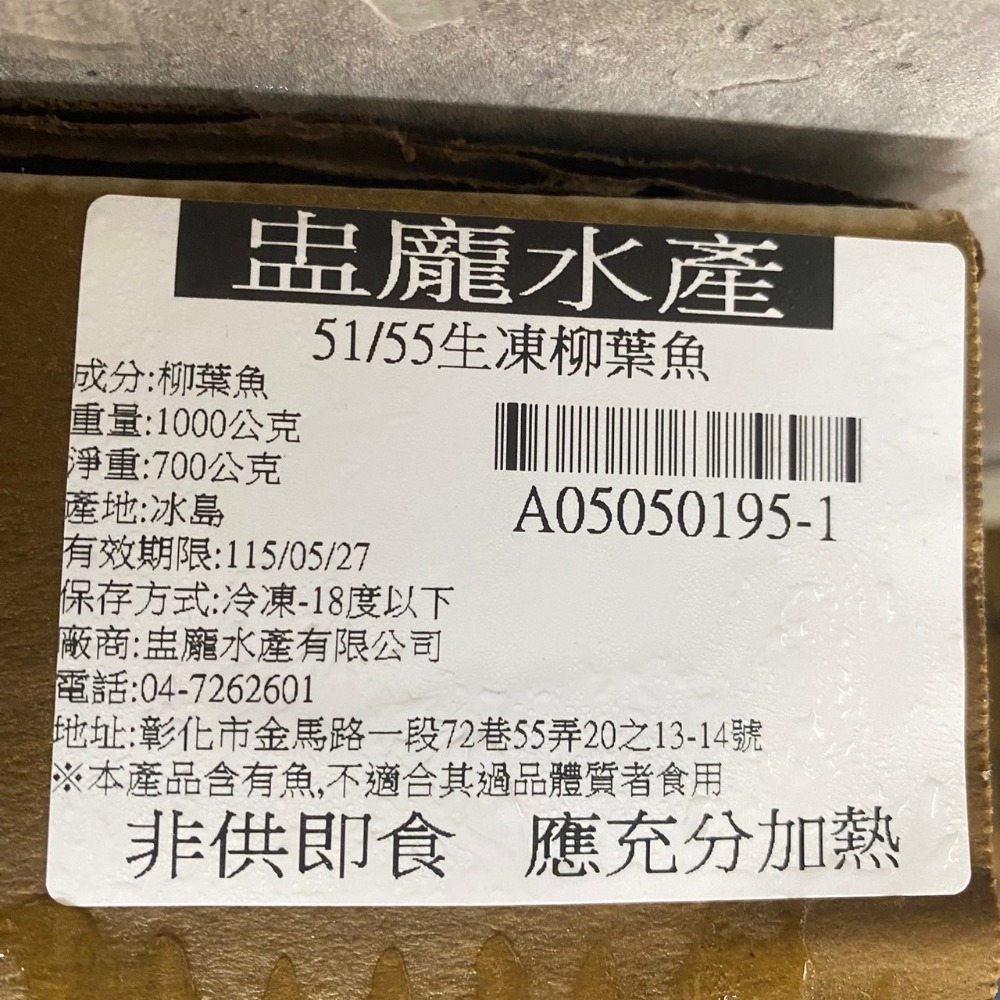 盅龐水產
51/55生凍柳葉魚
成分:柳葉魚
重量:1000公克
淨重:700公克
產地:冰島
有效期限:115/05/27
保存方式:冷凍-18度以下
廠商:盅龐水產有限公司
電話:04-7262601
地址:彰化市金馬路一段72巷55弄20之13-14號
※本產品含有魚,不適合其過品體質者食用
非供即食 應充分加熱
A05050195-1